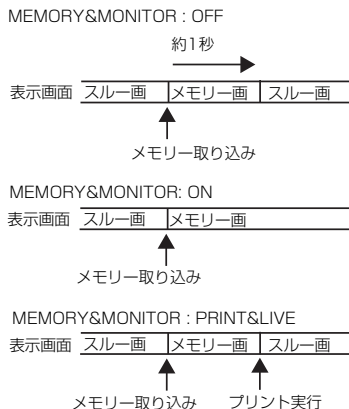 MEMORY&MONITOR : OFF
約1秒
表示画面 スルー画 メモリー画 スルー画
メモリー取り込み
MEMORY&MONITOR: ON
表示画面 スルー画 メモリー画
メモリー取り込み
MEMORY&MONITOR : PRINT&LIVE
表示画面 スルー画 メモリー画 スルー画
メモリー取り込み プリント実行